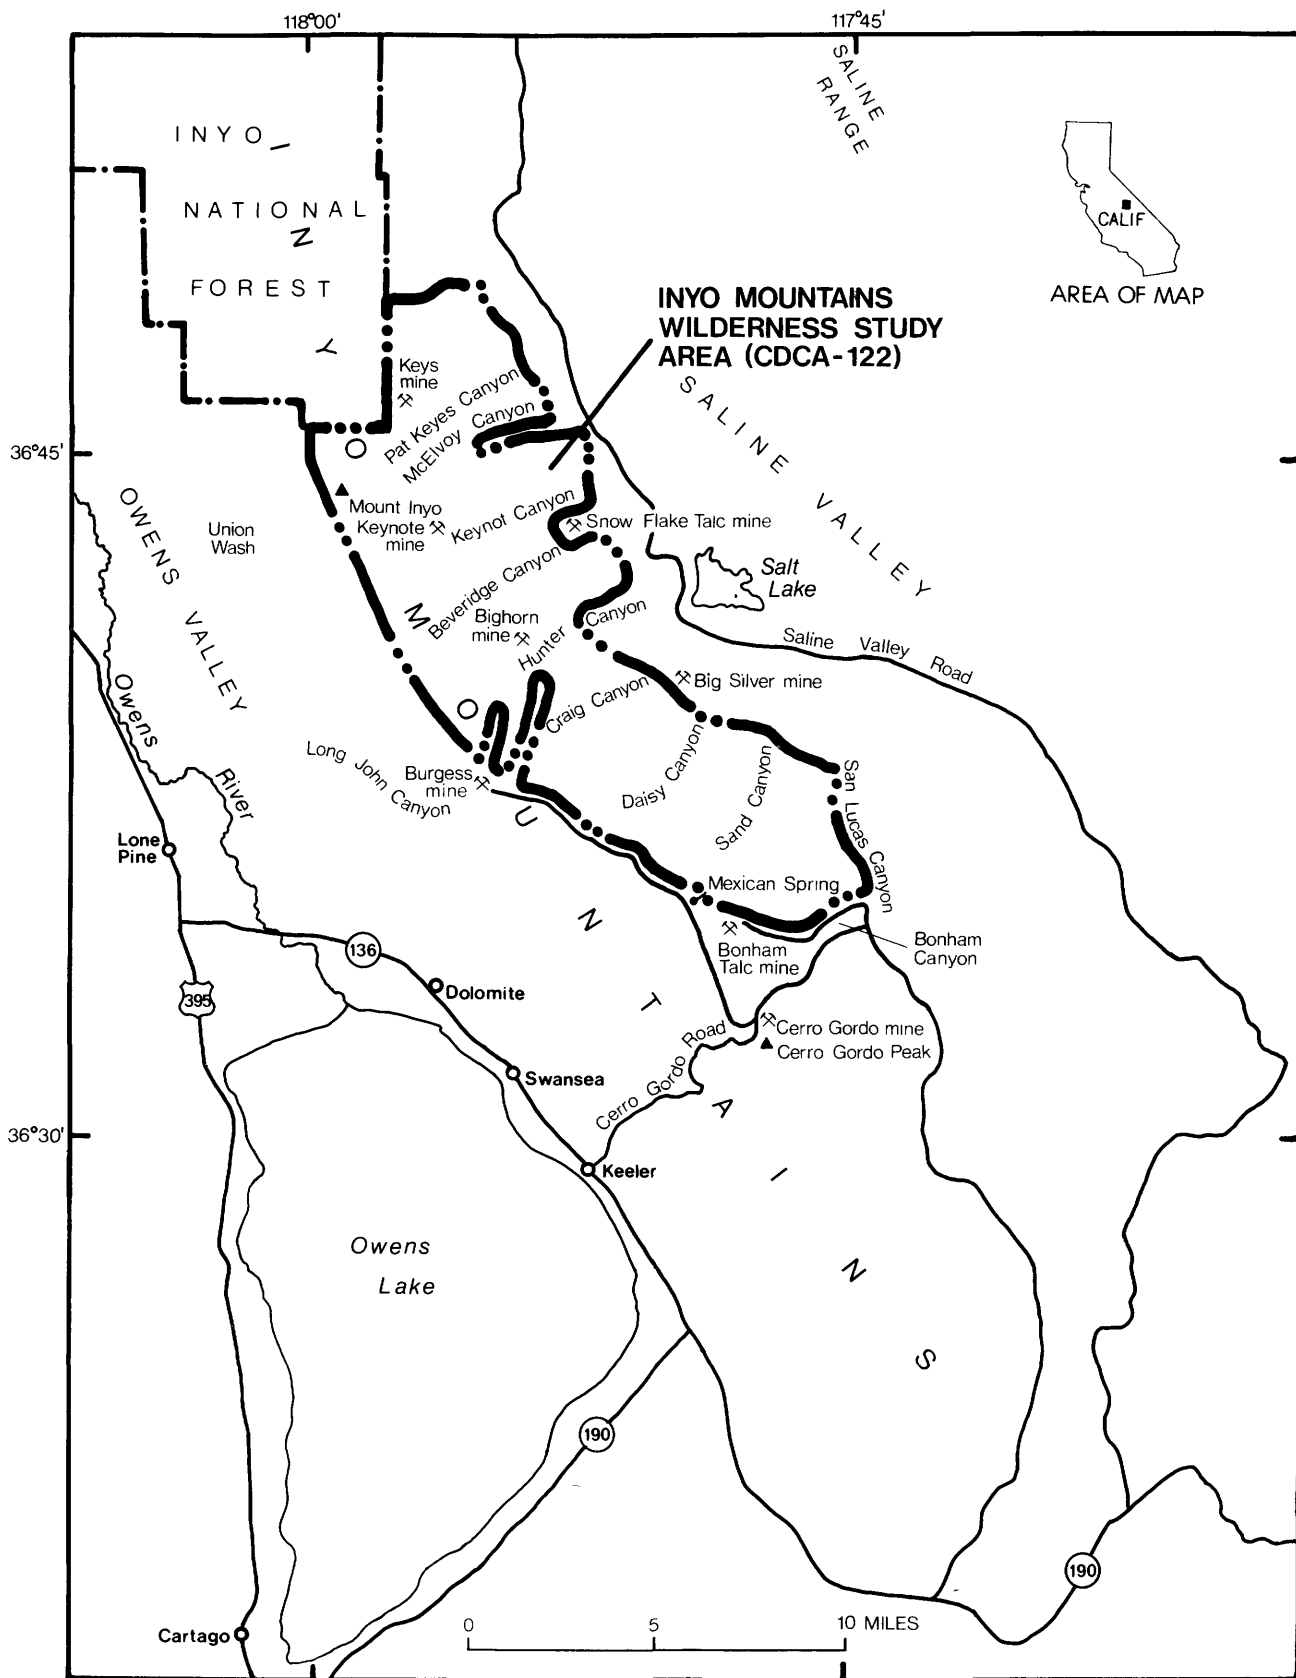 118°00'
117°45'
SALINE
RANGE
INYO
NATIONAL
FOREST
CALIF
AREA OF MAP
INYO MOUNTAINS
WILDERNESS STUDY
AREA (CDCA-122)
Keys
mine
Pat Keyes Canyon
McElvoy Canyon
36°45'
SALINE VALLEY
Mount Inyo
Keynote
mine
Keynot Canyon
Snow Flake Talc mine
OWENS VALLEY
Union
Wash
Salt
Lake
Beveridge Canyon
Bighorn
mine
Hunter Canyon
Saline Valley Road
Big Silver mine
Craig Canyon
Owens River
Long John Canyon
Burgess
mine
Daisy Canyon
Sand Canyon
San Lucas Canyon
Lone
Pine
Mexican Spring
Bonham
Talc mine
Bonham
Canyon
136
395
Dolomite
Cerro Gordo mine
Cerro Gordo Peak
Cerro Gordo Road
Swansea
36°30'
Keeler
INYO MOUNTAINS
Owens
Lake
190
190
Cartago
0 5 10 MILES